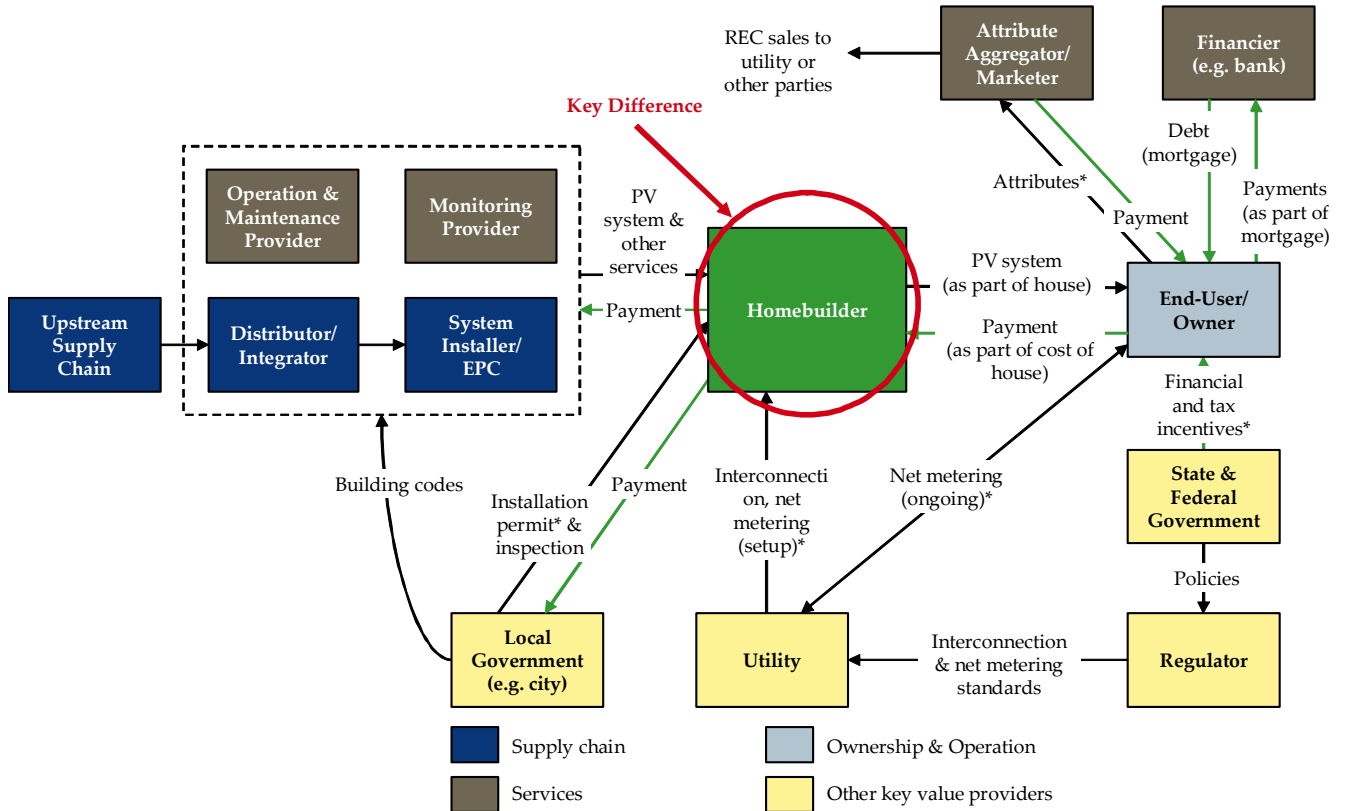 REC sales to
utility or
other parties
Attribute
Aggregator/
Marketer
Financier
(e.g. bank)
Key Difference
Debt
(mortgage)
Operation &
Maintenance
Provider
Monitoring
Provider
PV
system &
other
services
Attributes*
Payment
Payments
(as part of
mortgage)
Upstream
Supply
Chain
Distributor/
Integrator
System
Installer/
EPC
Payment
Homebuilder
PV system
(as part of house)
Payment
(as part of cost of
house)
End-User/
Owner
Financial
and tax
incentives*
Building codes
Installation
permit* &
inspection
Payment
Interconnecti
on, net
metering
(setup)*
Net metering
(ongoing)*
State &
Federal
Government
Policies
Local
Government
(e.g. city)
Utility
Interconnection
& net metering
standards
Regulator
Supply chain
Ownership & Operation
Services
Other key value providers